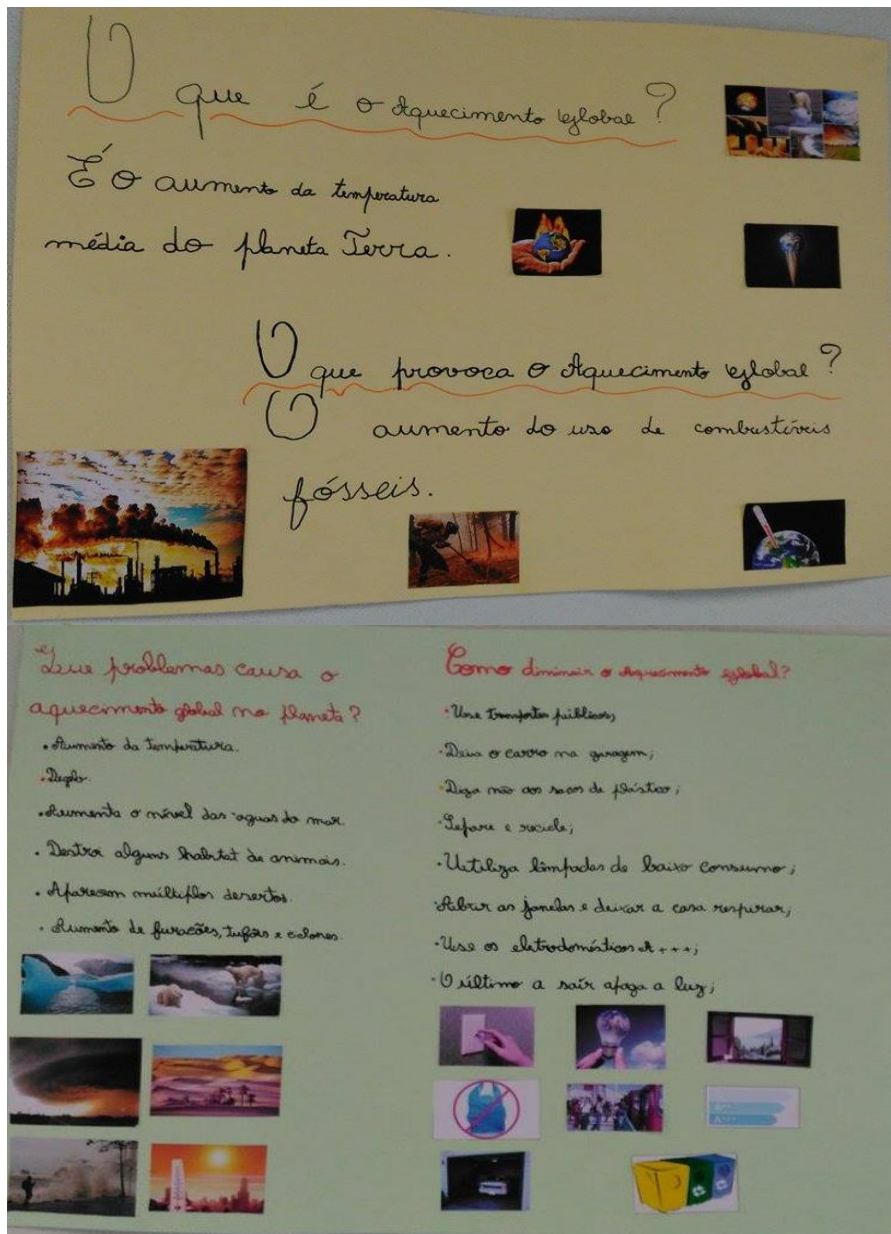 O que é o Aquecimento Global?
É O aumento da temperatura
média do planeta Terra.
O que provoca o Aquecimento Global?
O aumento do uso de combustíveis
fósseis.
Que problemas causa o
aquecimento global no planeta?
• Aumento da temperatura.
• Degelo.
• Aumenta o nível das aguas do mar.
• Destroi alguns habitat de animais.
• Aparecem múltiplos desertos.
• Aumento de furacões, tufões e ciclones.
Como diminuir o Aquecimento global?
• Use transportes públicos;
• Deixa o carro na garagem;
• Diga não aos sacos de plástico;
• Separe e recicle;
• Utiliza lâmpadas de baixo consumo;
• Abrir as janelas e deixar a casa respirar;
• Use os eletrodomésticos A+++;
• O último a saír apaga a luz;